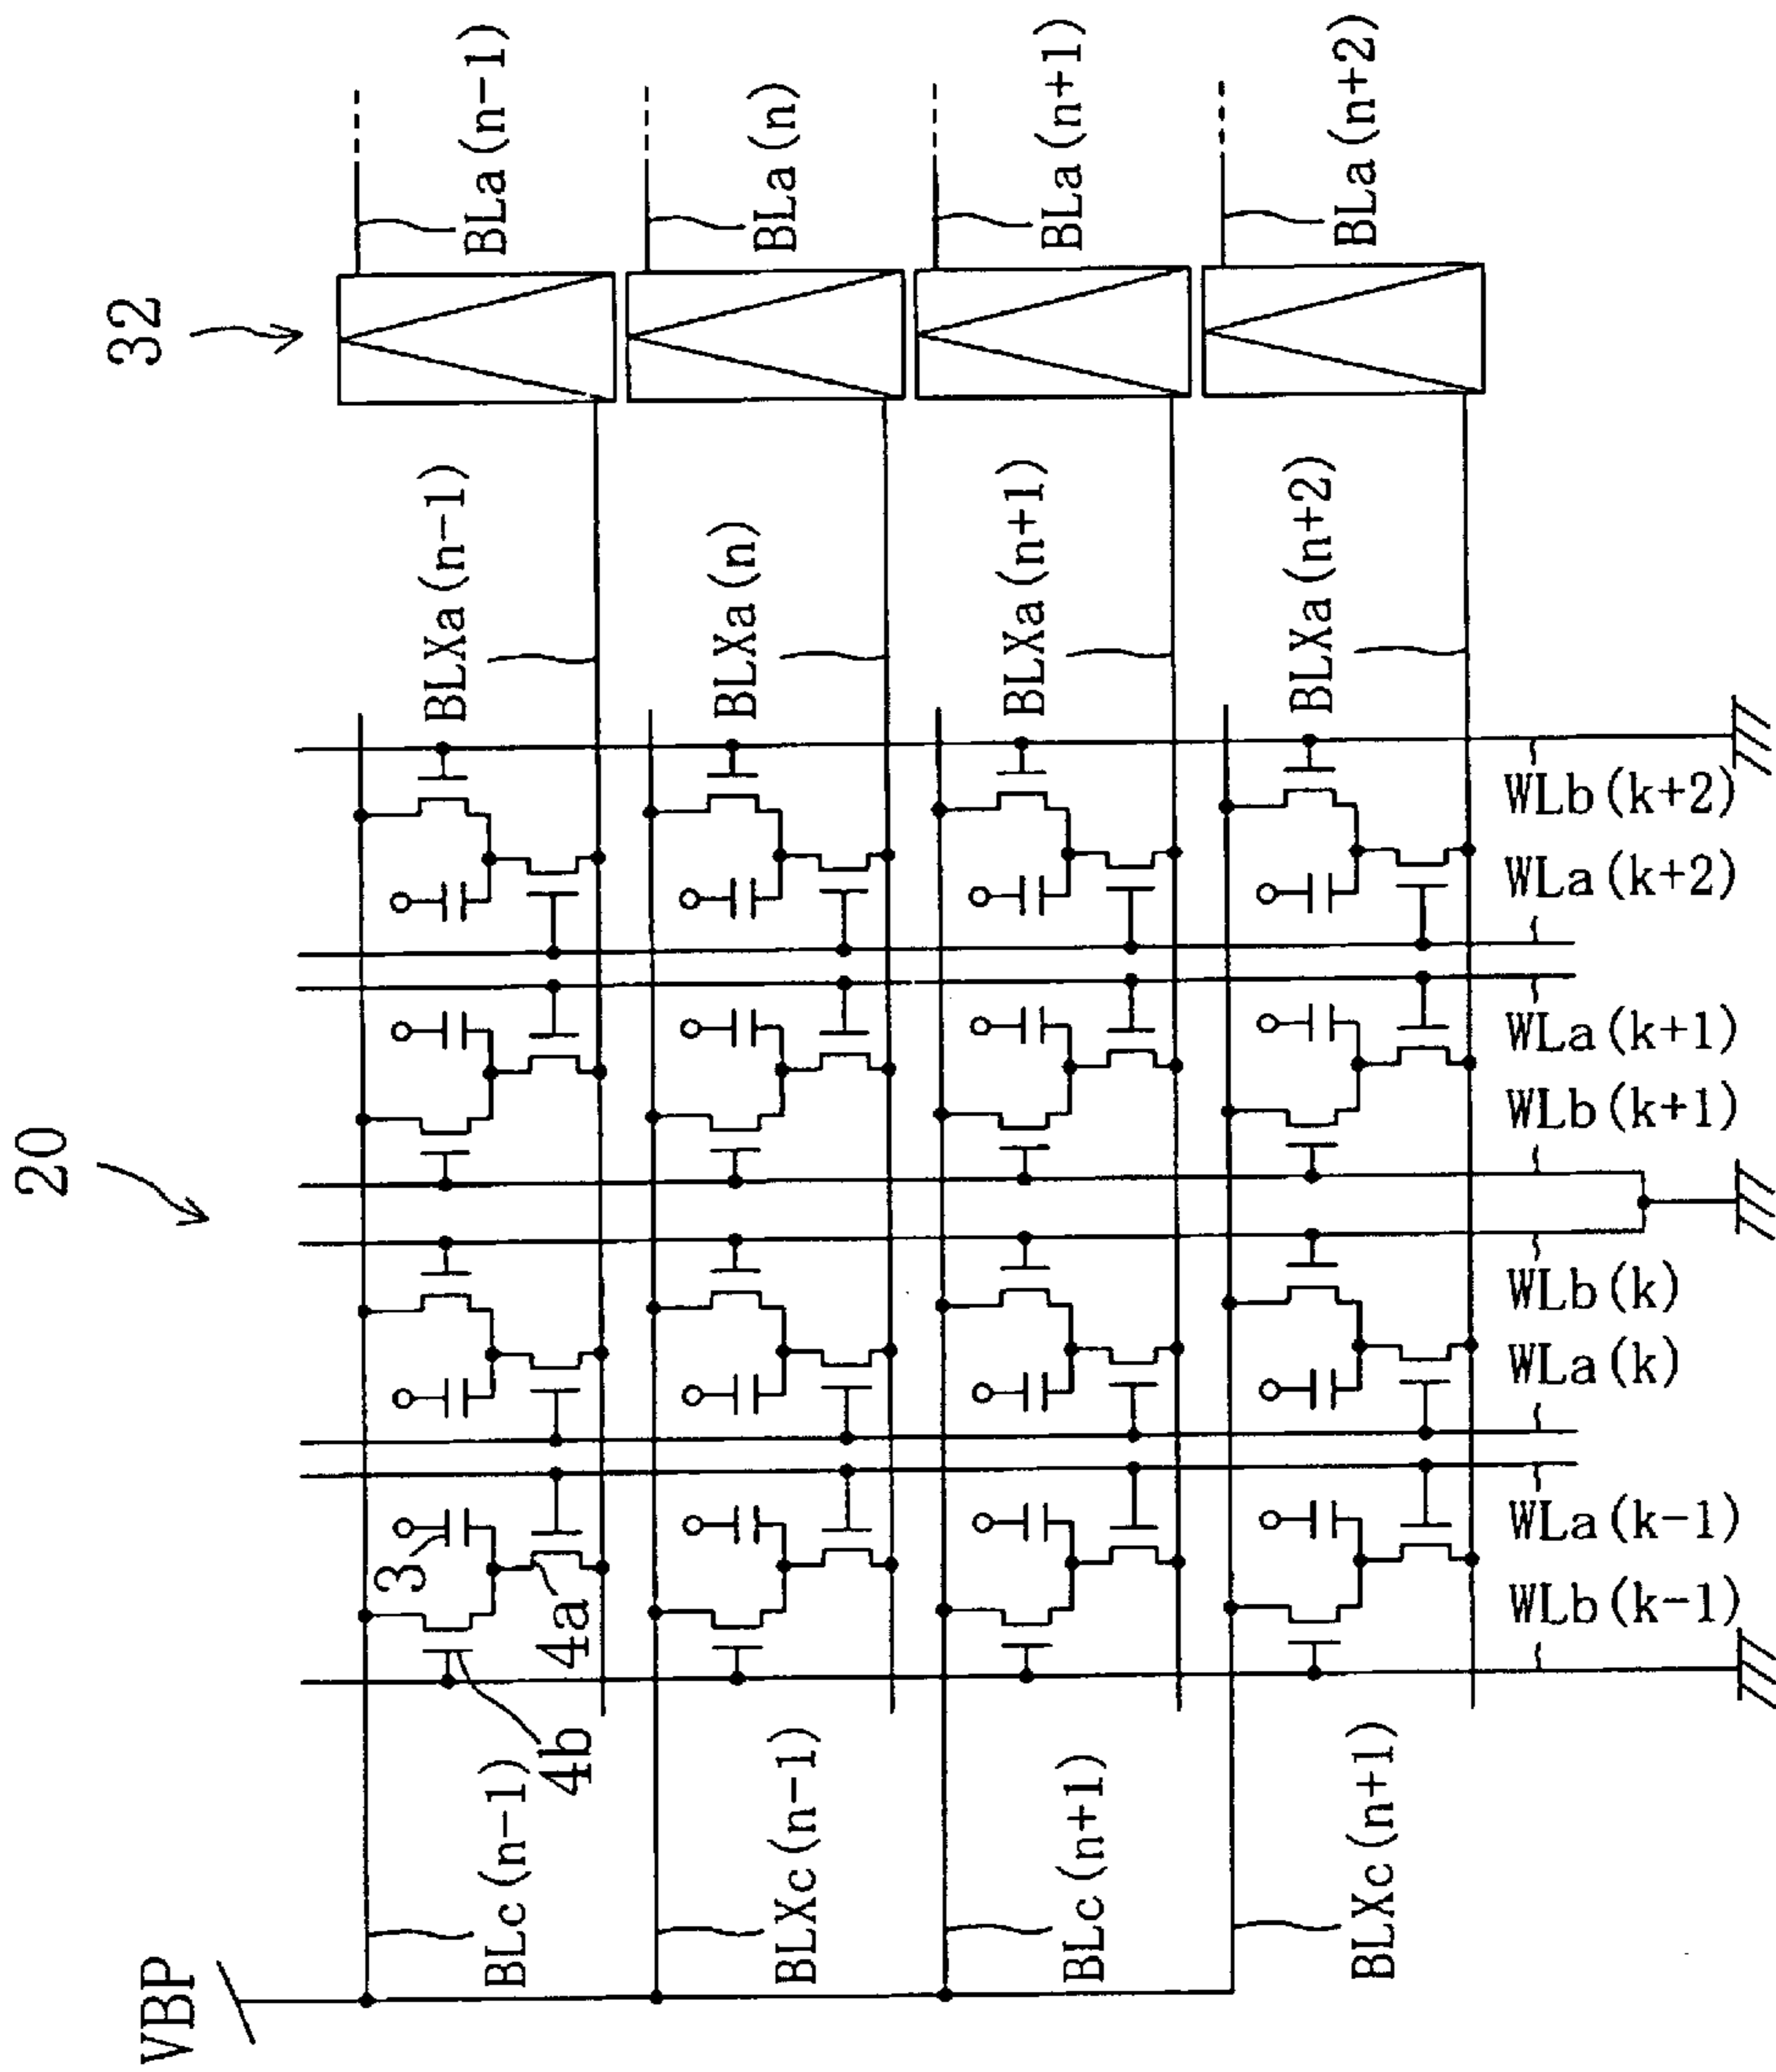 20
32
VBP
BLc(n-1)
4b
3
4a
BLXa(n-1)
BLa(n-1)
BLXc(n-1)
BLXa(n)
BLa(n)
BLc(n+1)
BLXa(n+1)
BLa(n+1)
BLXc(n+1)
BLXa(n+2)
BLa(n+2)
WLb(k-1)
WLa(k-1)
WLa(k)
WLb(k)
WLb(k+1)
WLa(k+1)
WLa(k+2)
WLb(k+2)